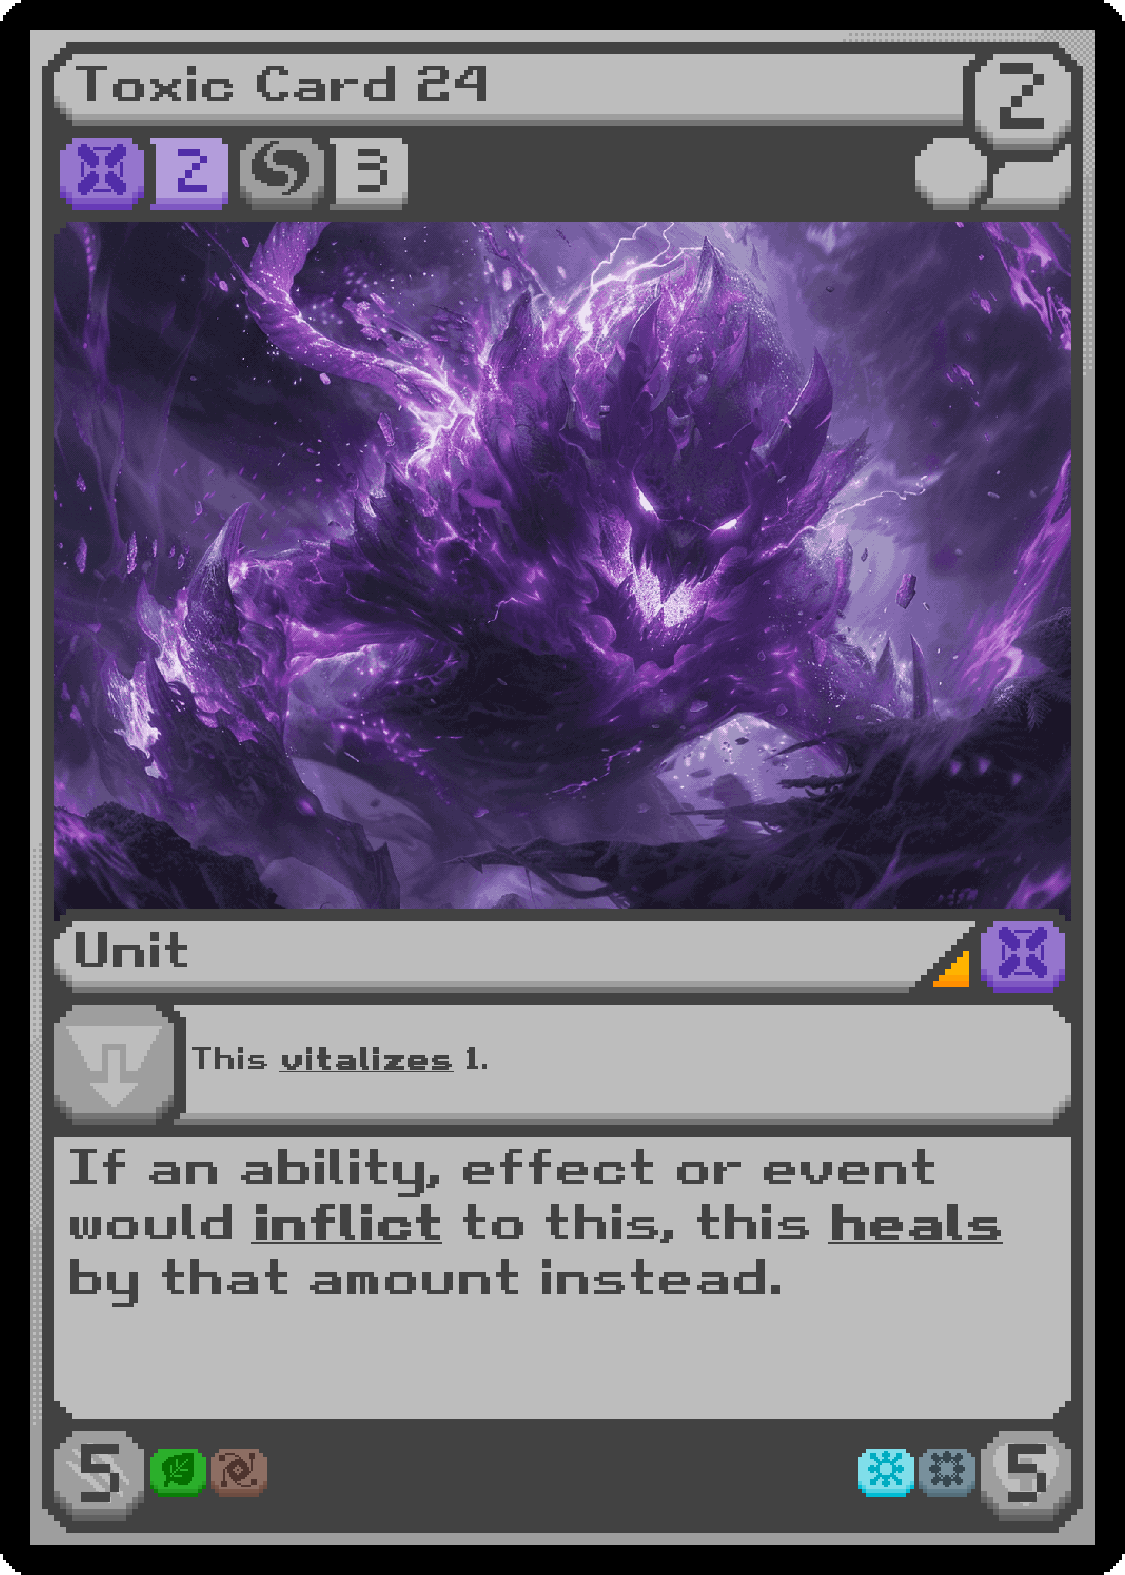 Toxic Card 24
2
2 3
Unit
This vitalizes 1.
If an ability, effect or event
would inflict to this, this heals
by that amount instead.
5 5